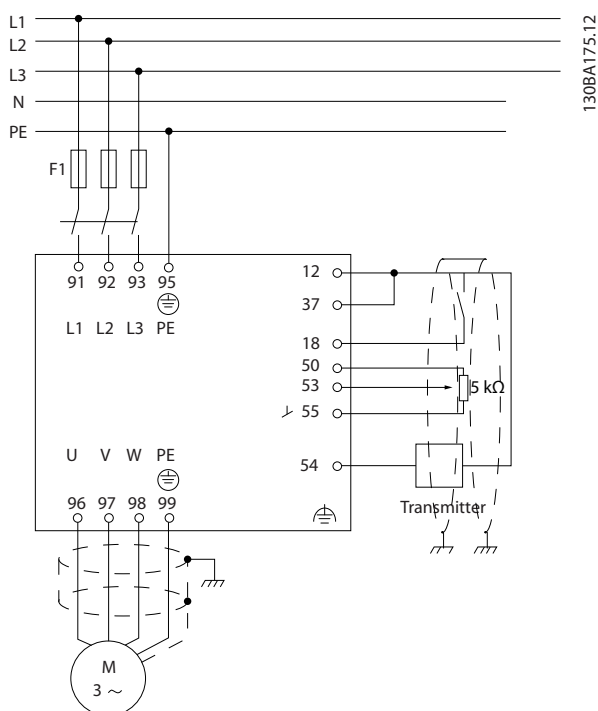 L1
L2
L3
N
PE
130BA175.12
F1
91 92 93 95
L1 L2 L3 PE
12
37
18
50
53
55
5 kΩ
54
Transmitter
U V W PE
96 97 98 99
M
3 ~